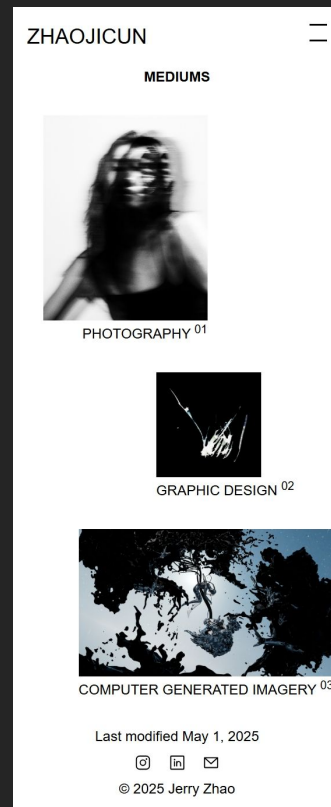 ZHAOJICUN
MEDIUMS
PHOTOGRAPHY 01
GRAPHIC DESIGN 02
COMPUTER GENERATED IMAGERY 03
Last modified May 1, 2025
© 2025 Jerry Zhao